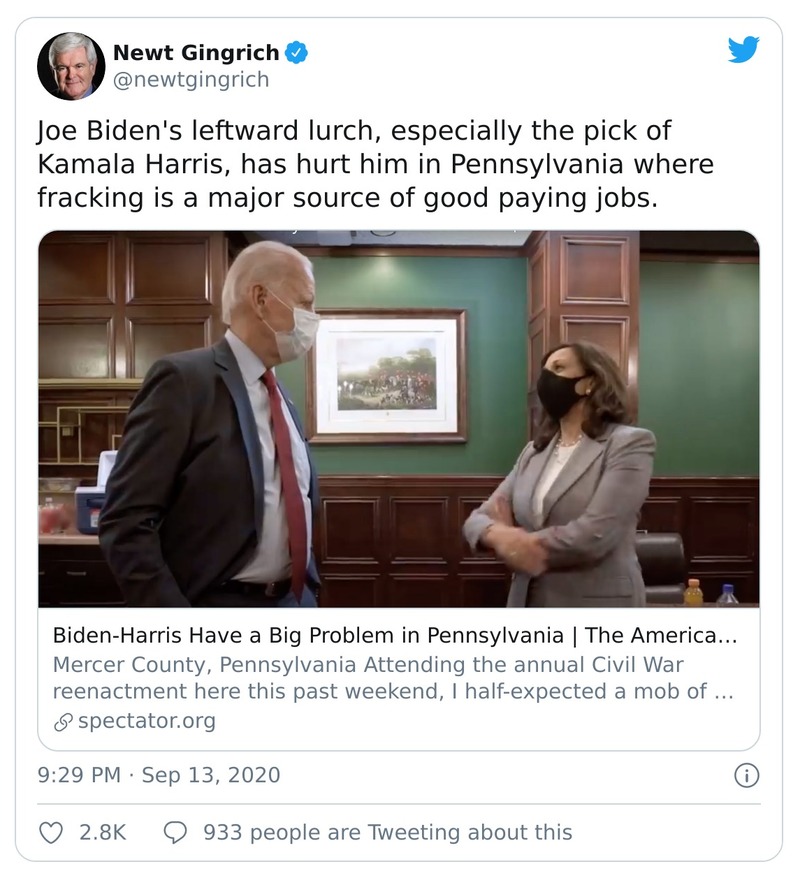 Newt Gingrich
@newtgingrich
Joe Biden's leftward lurch, especially the pick of
Kamala Harris, has hurt him in Pennsylvania where
fracking is a major source of good paying jobs.
Biden-Harris Have a Big Problem in Pennsylvania | The America…
Mercer County, Pennsylvania Attending the annual Civil War
reenactment here this past weekend, I half-expected a mob of …
spectator.org
9:29 PM · Sep 13, 2020
2.8K
933 people are Tweeting about this